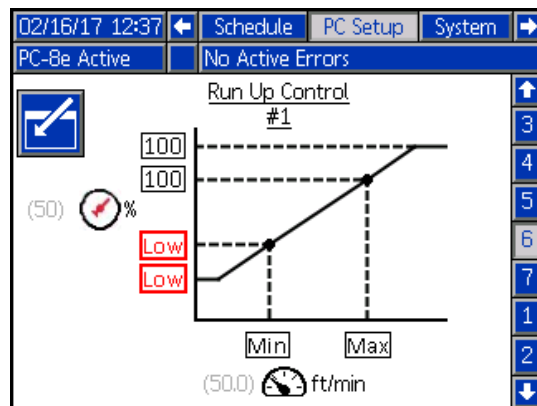 02/16/17 12:37 Schedule PC Setup System
PC-8e Active No Active Errors
Run Up Control
#1
100
100
(50) %
Low
Low
Min Max
(50.0) ft/min
3
4
5
6
7
1
2